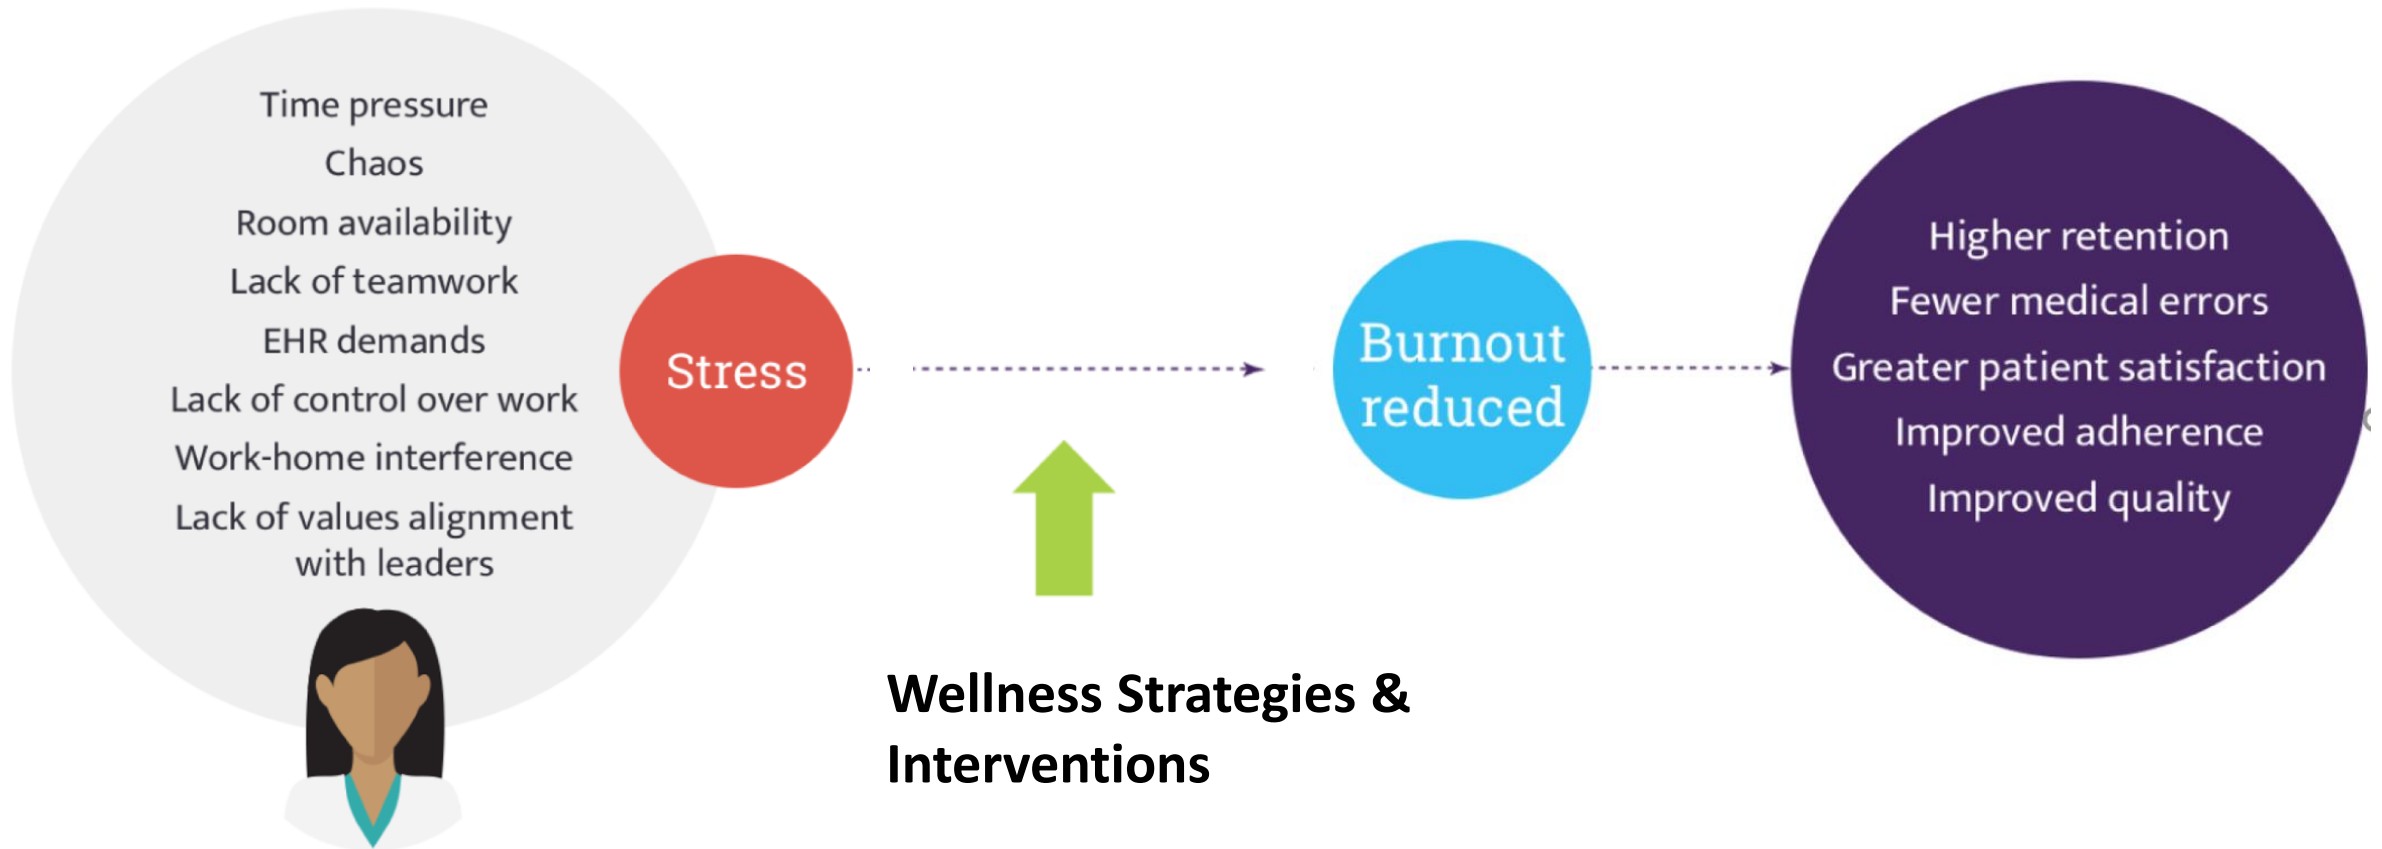 Time pressure
Chaos
Room availability
Lack of teamwork
EHR demands
Lack of control over work
Work-home interference
Lack of values alignment
with leaders
Stress
Wellness Strategies &
Interventions
Burnout
reduced
Higher retention
Fewer medical errors
Greater patient satisfaction
Improved adherence
Improved quality